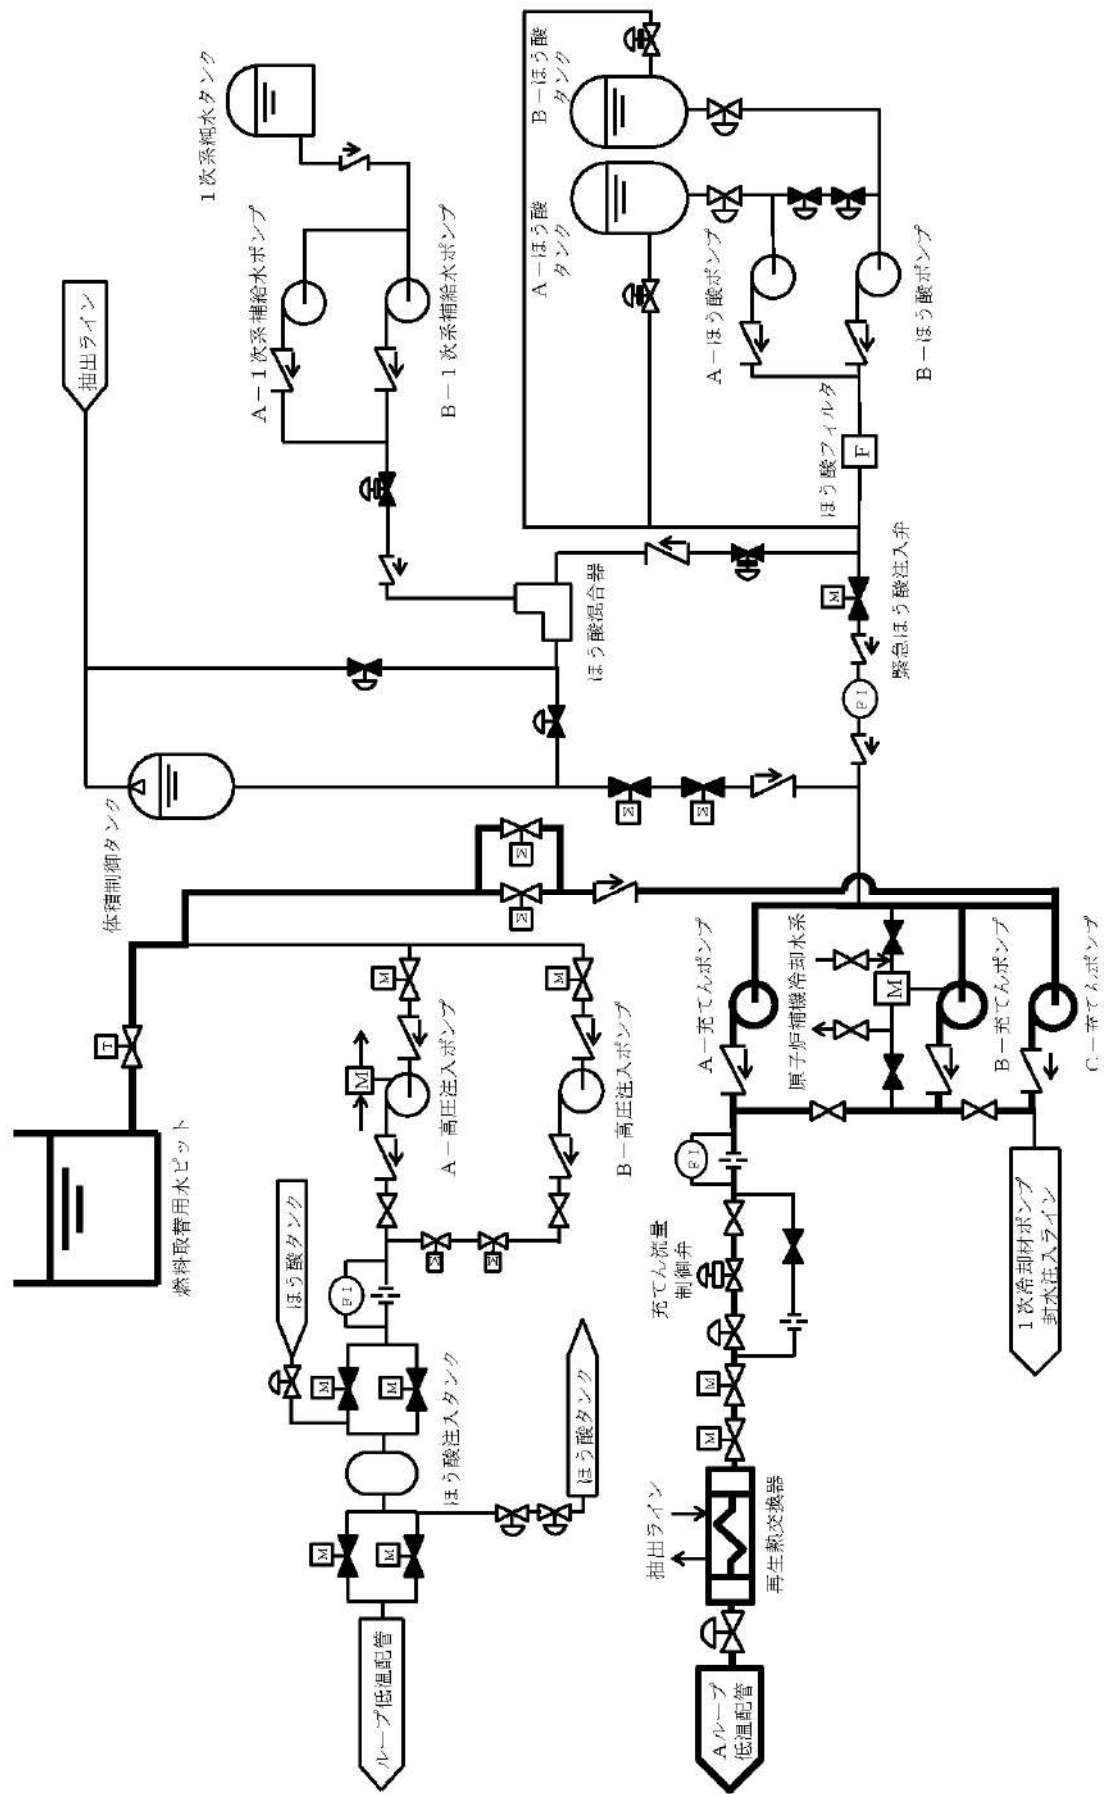 1次系純水タンク
抽出ライン
A－1次系補給水ポンプ
B－1次系補給水ポンプ
B－ほう酸
タンク
A－ほう酸
タンク
A－ほう酸ポンプ
B－ほう酸ポンプ
ほう酸フィルタ
F
ほう酸混合器
M
緊急ほう酸注入弁
FI
体積制御タンク
M
M
M
M
T
燃料取替用水ピット
M
M
M
A－高圧注入ポンプ
B－高圧注入ポンプ
M
M
ほう酸タンク
FI
M
M
ほう酸注入タンク
ほう酸タンク
M
M
ループ低温配管
A－充てんポンプ
原子炉補機冷却水系
M
B－充てんポンプ
C－充てんポンプ
FI
1次冷却材ポンプ
封水注入ライン
充てん流量
制御弁
M
M
抽出ライン
再生熱交換器
Aループ
低温配管